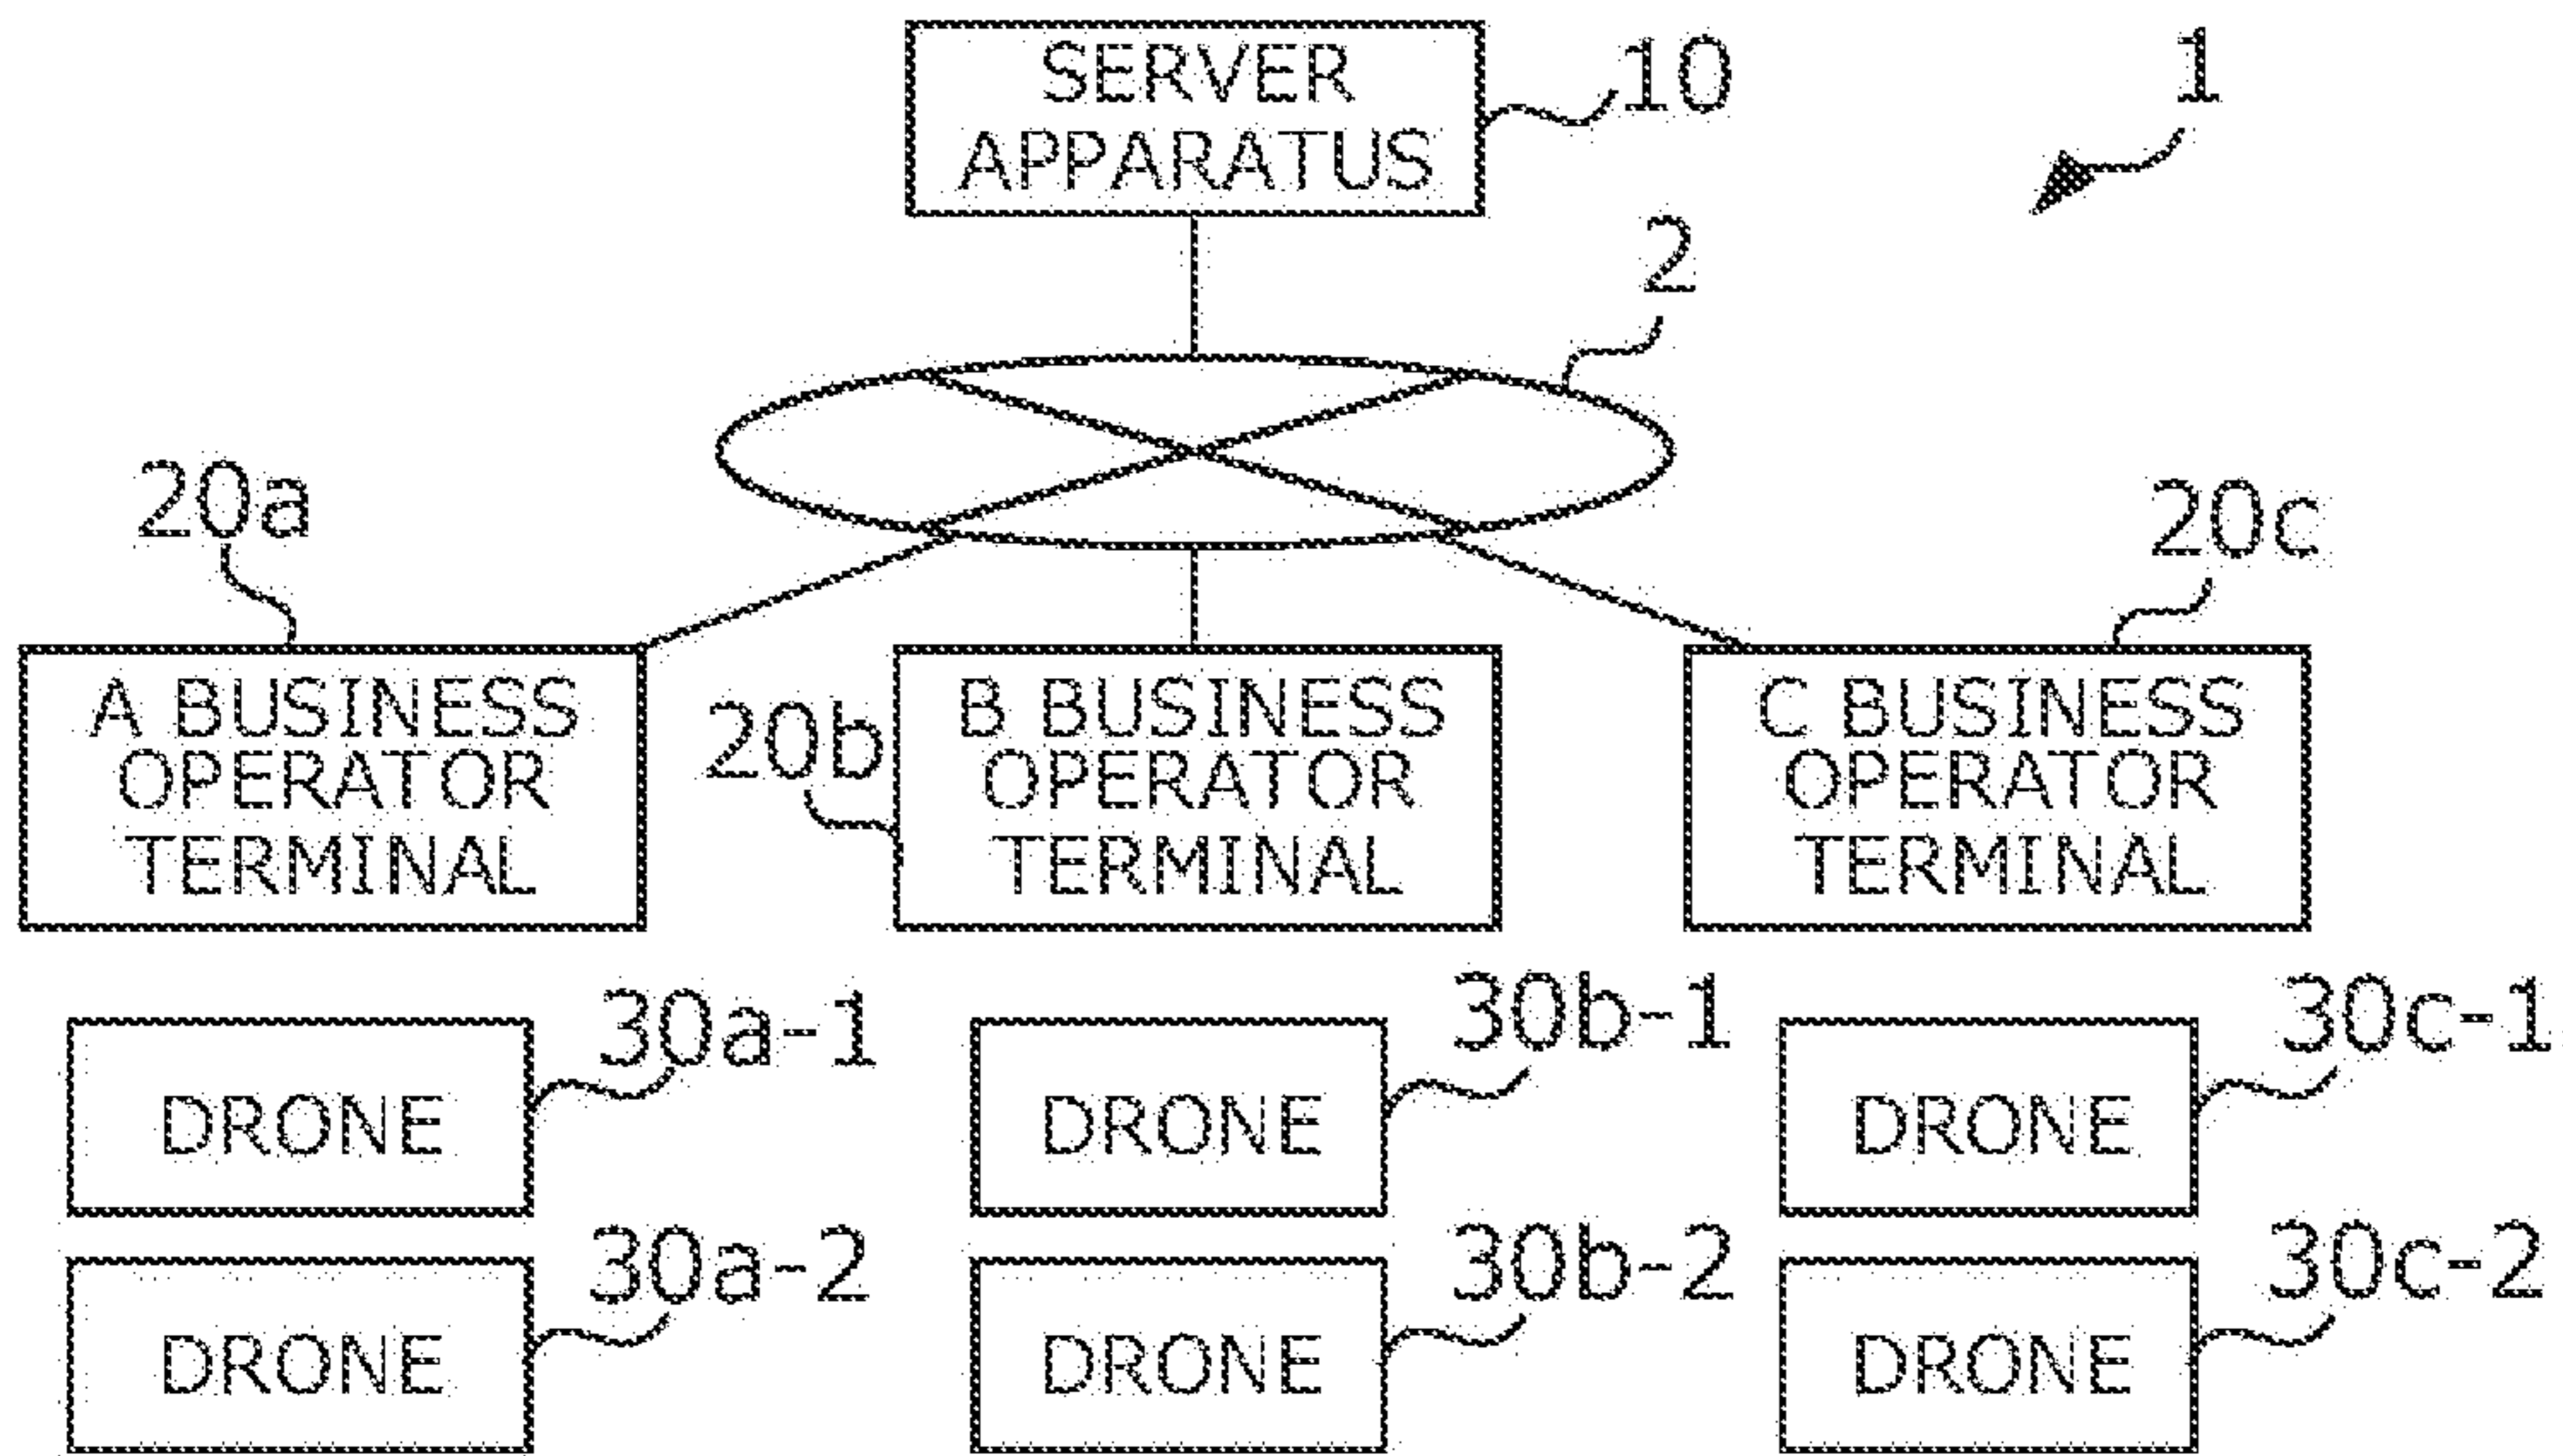 SERVER
APPARATUS
10
1
2
20a
20c
A BUSINESS
OPERATOR
TERMINAL
20b
B BUSINESS
OPERATOR
TERMINAL
C BUSINESS
OPERATOR
TERMINAL
30a-1
30b-1
30c-1
DRONE
DRONE
DRONE
30a-2
30b-2
30c-2
DRONE
DRONE
DRONE